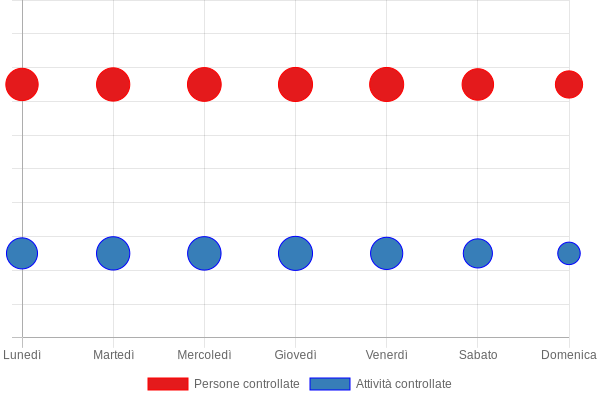 Lunedì Martedì Mercoledì Giovedì Venerdì Sabato Domenica
Persone controllate Attività controllate